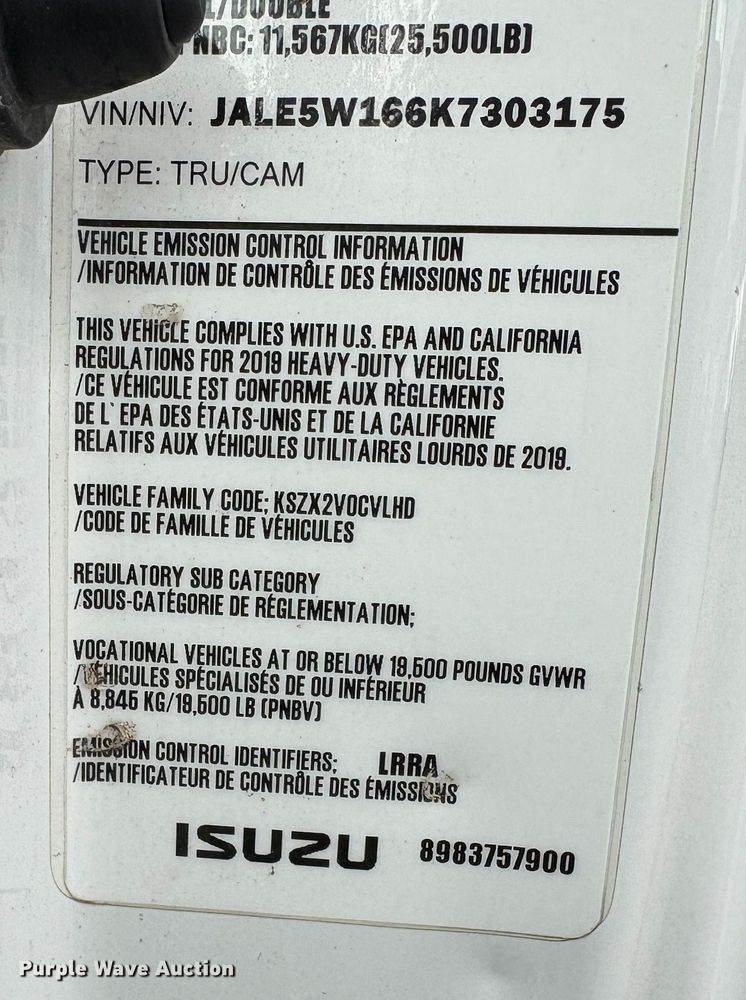 /DOUBLE
PNBC: 11,567KG(25,500LB)
VIN/NIV: JALE5W166K7303175
TYPE: TRU/CAM
VEHICLE EMISSION CONTROL INFORMATION
/INFORMATION DE CONTRÔLE DES ÉMISSIONS DE VÉHICULES
THIS VEHICLE COMPLIES WITH U.S. EPA AND CALIFORNIA
REGULATIONS FOR 2019 HEAVY-DUTY VEHICLES.
/CE VÉHICULE EST CONFORME AUX RÈGLEMENTS
DE L` EPA DES ÉTATS-UNIS ET DE LA CALIFORNIE
RELATIFS AUX VÉHICULES UTILITAIRES LOURDS DE 2019.
VEHICLE FAMILY CODE; KSZX2VOCVLHD
/CODE DE FAMILLE DE VÉHICULES
REGULATORY SUB CATEGORY
/SOUS-CATÉGORIE DE RÉGLEMENTATION;
VOCATIONAL VEHICLES AT OR BELOW 19,500 POUNDS GVWR
/VÉHICULES SPÉCIALISÉS DE OU INFÉRIEUR
À 8,845 KG/19,500 LB (PNBV)
EMISSION CONTROL IDENTIFIERS; LRRA
/IDENTIFICATEUR DE CONTRÔLE DES ÉMISSIONS
ISUZU 8983757900
Purple Wave Auction